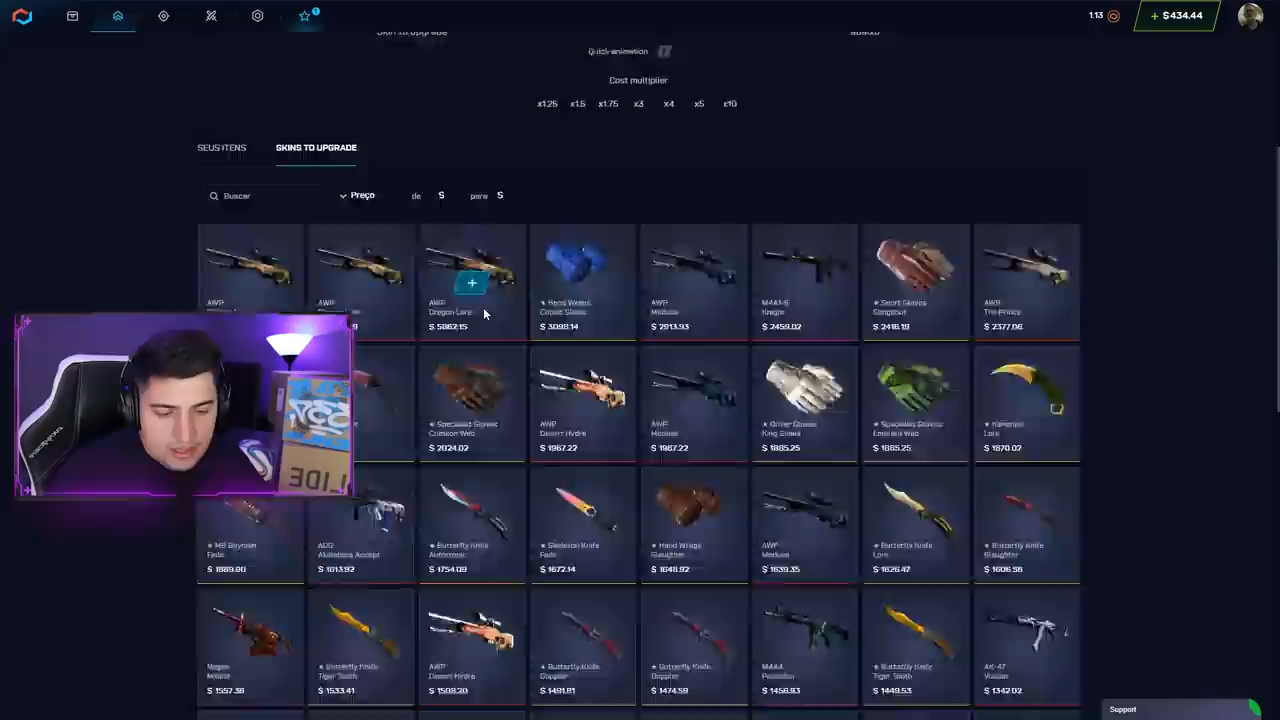 1.13
+ $434.44
Quick animation
Cost multiplier
x1.25 x1.5 x1.75 x3 x4 x5 x10
SEUS ITENS
SKINS TO UPGRADE
Buscar
Preço
de $
para $
AWP
AWP
AWP
Dragon Lore
$ 5862.15
★ Hand Wraps
Cobalt Skulls
$ 3098.14
AWP
Medusa
$ 2913.93
M4A1-S
Knight
$ 2459.02
★ Sport Gloves
Slingshot
$ 2416.19
AWP
The Prince
$ 2377.06
★ Specialist Gloves
Crimson Web
$ 2024.02
AWP
Desert Hydra
$ 1967.22
AWP
Medusa
$ 1967.22
★ Driver Gloves
King Snake
$ 1885.25
★ Specialist Gloves
Emerald Web
$ 1885.25
★ Karambit
Lore
$ 1870.02
★ M9 Bayonet
Fade
AUG
Akihabara Accept
$ 1813.92
★ Butterfly Knife
Autotronic
$ 1754.09
★ Skeleton Knife
Fade
$ 1672.14
★ Hand Wraps
Slaughter
$ 1648.92
AWP
Medusa
$ 1639.35
★ Butterfly Knife
Lore
$ 1626.47
★ Butterfly Knife
Slaughter
$ 1606.56
Negev
Mjölnir
$ 1557.38
★ Butterfly Knife
Tiger Tooth
$ 1533.41
AWP
Desert Hydra
$ 1508.20
★ Butterfly Knife
Doppler
$ 1491.81
★ Butterfly Knife
Doppler
$ 1474.59
M4A4
Poseidon
$ 1456.93
★ Butterfly Knife
Tiger Tooth
$ 1449.53
AK-47
Vulcan
$ 1342.02
Support